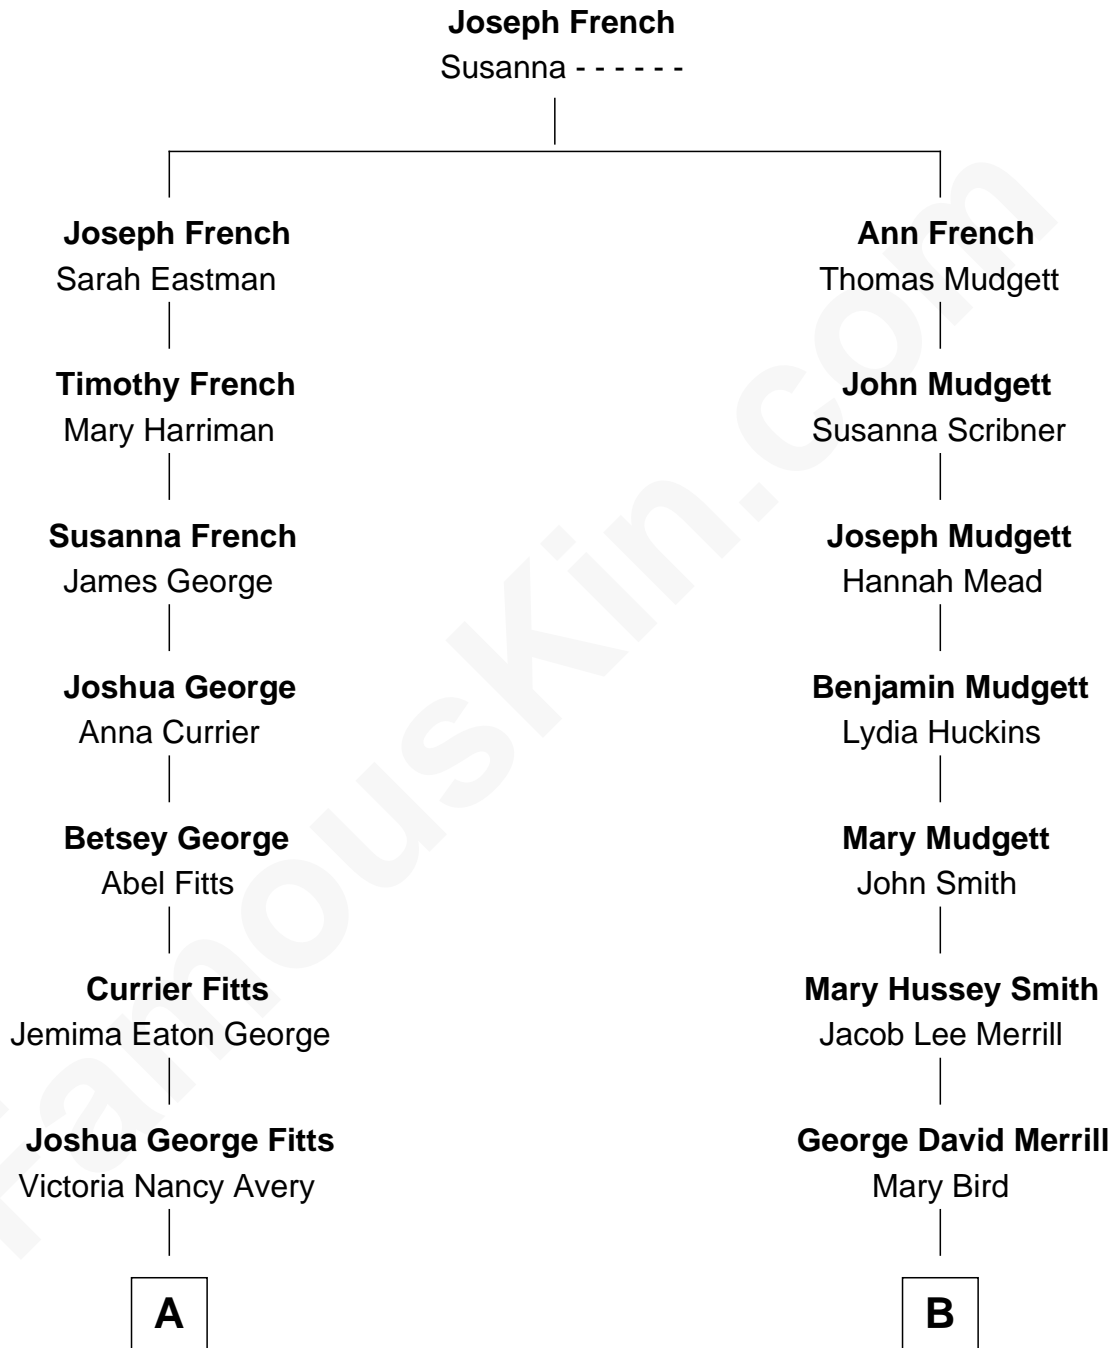 Joseph French
Susanna - - - - - -
Joseph French
Sarah Eastman
Ann French
Thomas Mudgett
Timothy French
Mary Harriman
John Mudgett
Susanna Scribner
Susanna French
James George
Joseph Mudgett
Hannah Mead
Joshua George
Anna Currier
Benjamin Mudgett
Lydia Huckins
Betsey George
Abel Fitts
Mary Mudgett
John Smith
Currier Fitts
Jemima Eaton George
Mary Hussey Smith
Jacob Lee Merrill
Joshua George Fitts
Victoria Nancy Avery
George David Merrill
Mary Bird
A
B
FamousKin.com